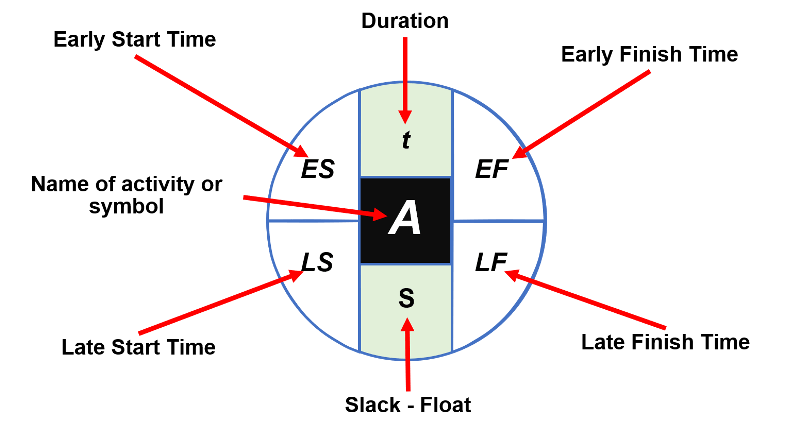 Duration
Early Start Time
Early Finish Time
t
ES
EF
Name of activity or
symbol
A
LS
LF
S
Late Start Time
Late Finish Time
Slack - Float